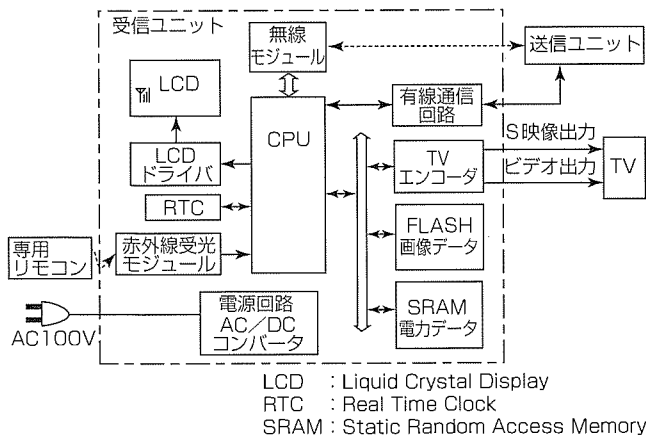 受信ユニット
無線
モジュール
送信ユニット
LCD
CPU
有線通信
回路
S映像出力
LCD
ドライバ
TV
エンコーダ
ビデオ出力
TV
RTC
FLASH
画像データ
専用
リモコン
赤外線受光
モジュール
電源回路
AC/DC
コンバータ
SRAM
電力データ
AC100V
LCD : Liquid Crystal Display
RTC : Real Time Clock
SRAM : Static Random Access Memory